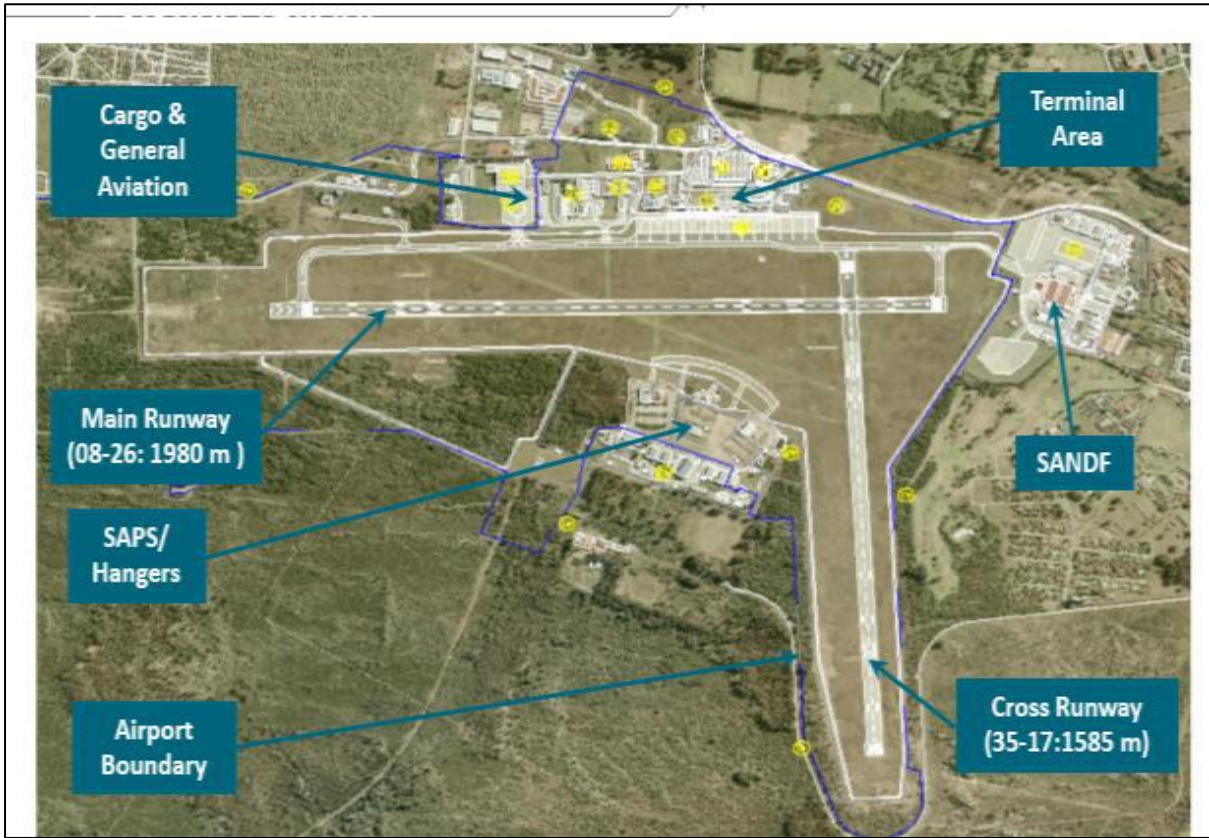 Cargo &
General
Aviation
Terminal
Area
Main Runway
(08-26: 1980 m )
SANDF
SAPS/
Hangers
Airport
Boundary
Cross Runway
(35-17:1585 m)